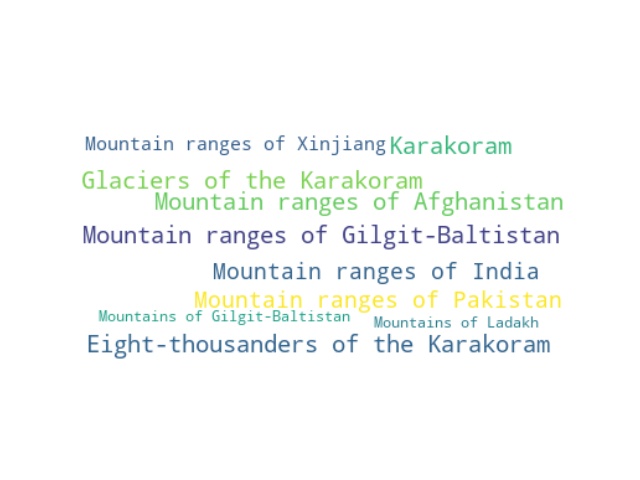 Mountain ranges of Xinjiang Karakoram
Glaciers of the Karakoram
Mountain ranges of Afghanistan
Mountain ranges of Gilgit-Baltistan
Mountain ranges of India
Mountain ranges of Pakistan
Mountains of Gilgit-Baltistan
Mountains of Ladakh
Eight-thousanders of the Karakoram